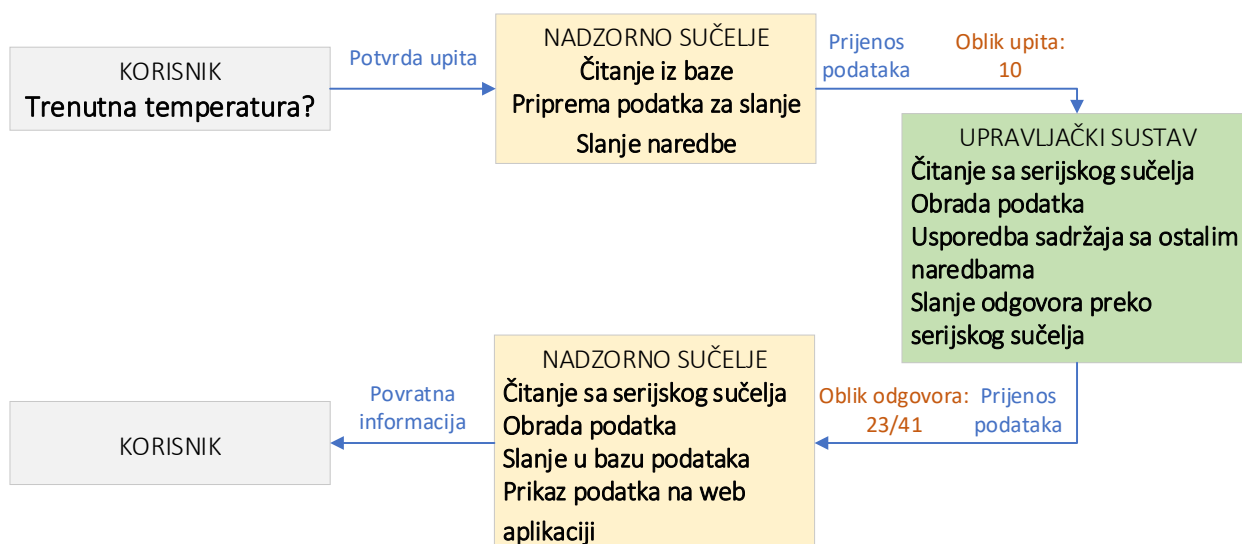 KORISNIK
Trenutna temperatura?
Potvrda upita
NADZORNO SUČELJE
Čitanje iz baze
Priprema podatka za slanje
Slanje naredbe
Prijenos
podataka
Oblik upita:
10
UPRAVLJAČKI SUSTAV
Čitanje sa serijskog sučelja
Obrada podatka
Usporedba sadržaja sa ostalim
naredbama
Slanje odgovora preko
serijskog sučelja
Oblik odgovora:
23/41
Prijenos
podataka
NADZORNO SUČELJE
Čitanje sa serijskog sučelja
Obrada podatka
Slanje u bazu podataka
Prikaz podatka na web
aplikaciji
Povratna
informacija
KORISNIK